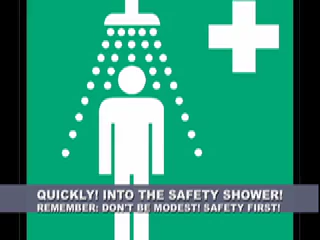 QUICKLY! INTO THE SAFETY SHOWER!
REMEMBER: DON'T BE MODEST! SAFETY FIRST!